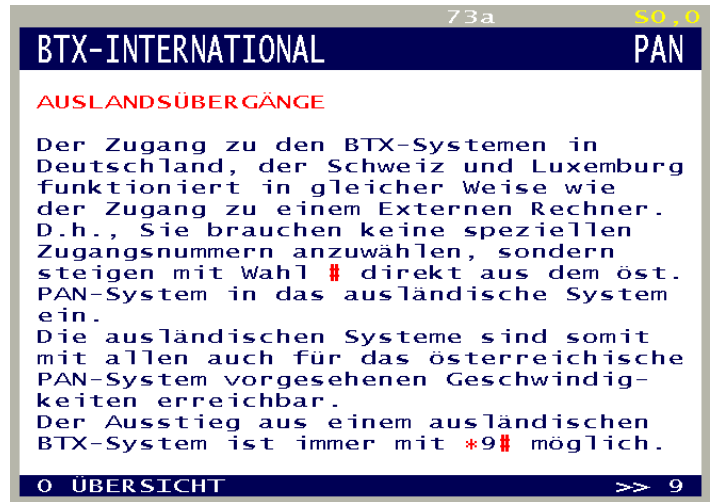 73a S0,0
BTX-INTERNATIONAL PAN
AUSLANDSÜBERGÄNGE
Der Zugang zu den BTX-Systemen in
Deutschland, der Schweiz und Luxemburg
funktioniert in gleicher Weise wie
der Zugang zu einem Externen Rechner.
D.h., Sie brauchen keine speziellen
Zugangsnummern anzuwählen, sondern
steigen mit Wahl # direkt aus dem öst.
PAN-System in das ausländische System
ein.
Die ausländischen Systeme sind somit
mit allen auch für das österreichische
PAN-System vorgesehenen Geschwindig-
keiten erreichbar.
Der Ausstieg aus einem ausländischen
BTX-System ist immer mit *9# möglich.
0 ÜBERSICHT >> 9